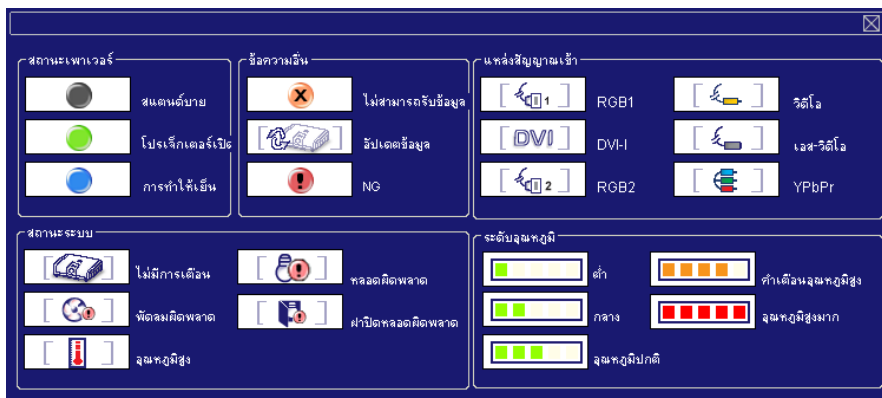 สถานะเพาเวอร์
สแตนด์บาย
โปรเจ็กเตอร์เปิด
การทำให้เย็น
ข้อความอื่น
ไม่สามารถรับข้อมูล
อัปเดตข้อมูล
NG
แหล่งสัญญาณเข้า
1 RGB1
DVI DVI-I
2 RGB2
วิดีโอ
เอส-วิดีโอ
YPbPr
สถานะระบบ
ไม่มีการเตือน
พัดลมผิดพลาด
อุณหภูมิสูง
หลอดผิดพลาด
ฝาปิดหลอดผิดพลาด
ระดับอุณหภูมิ
ต่ำ
กลาง
อุณหภูมิปกติ
คำเตือนอุณหภูมิสูง
อุณหภูมิสูงมาก